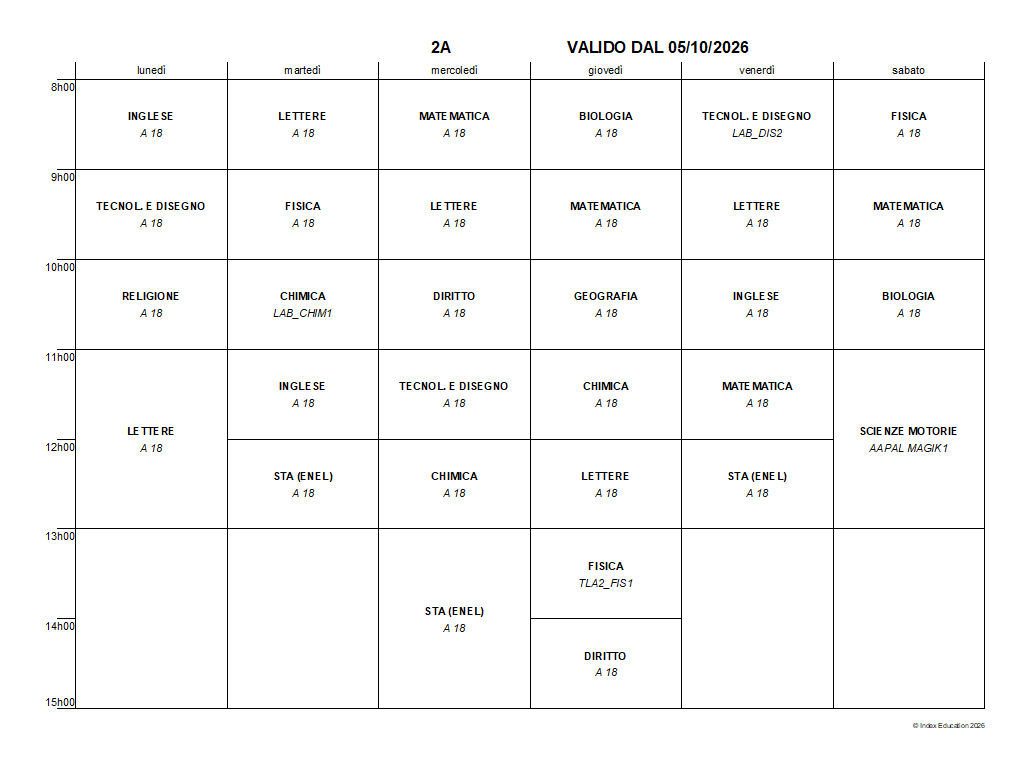 2A VALIDO DAL 05/10/2026
lunedì martedì mercoledì giovedì venerdì sabato
8h00
INGLESE LETTERE MATEMATICA BIOLOGIA TECNOL. E DISEGNO FISICA
A 18 A 18 A 18 A 18 LAB_DIS2 A 18
9h00
TECNOL. E DISEGNO FISICA LETTERE MATEMATICA LETTERE MATEMATICA
A 18 A 18 A 18 A 18 A 18 A 18
10h00
RELIGIONE CHIMICA DIRITTO GEOGRAFIA INGLESE BIOLOGIA
A 18 LAB_CHIM1 A 18 A 18 A 18 A 18
11h00
INGLESE TECNOL. E DISEGNO CHIMICA MATEMATICA
A 18 A 18 A 18 A 18
LETTERE SCIENZE MOTORIE
A 18 AAPAL MAGIK1
12h00
STA (ENEL) CHIMICA LETTERE STA (ENEL)
A 18 A 18 A 18 A 18
13h00
FISICA
TLA2_FIS1
STA (ENEL)
A 18
14h00
DIRITTO
A 18
15h00
© Index Education 2026